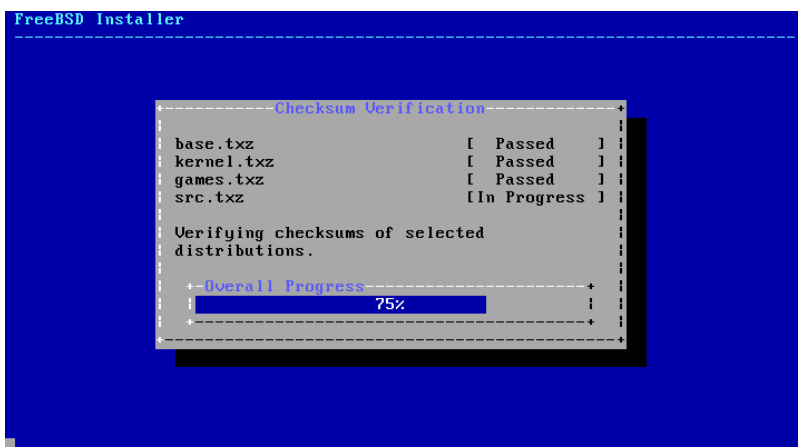 FreeBSD Installer
Checksum Verification
base.txz [ Passed ]
kernel.txz [ Passed ]
games.txz [ Passed ]
src.txz [In Progress ]
Verifying checksums of selected
distributions.
Overall Progress
75%